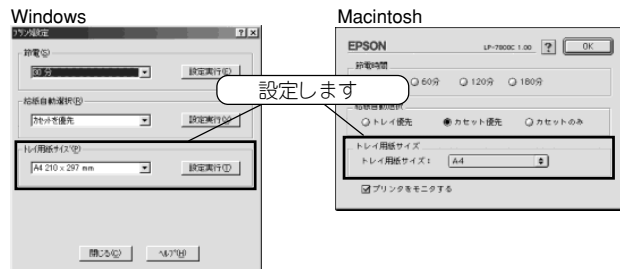 Windows
プリンタ設定
節電(S)
30 分
設定実行(E)
給紙自動選択(R)
カセットを優先
設定実行(X)
トレイ用紙サイズ(P)
A4 210 x 297 mm
設定実行(T)
閉じる(C)
ヘルプ(H)
設定します
Macintosh
EPSON
LP-7800C 1.00
?
OK
節電時間
60分
120分
180分
給紙自動選択
トレイ優先
カセット優先
カセットのみ
トレイ用紙サイズ
トレイ用紙サイズ:
A4
プリンタをモニタする